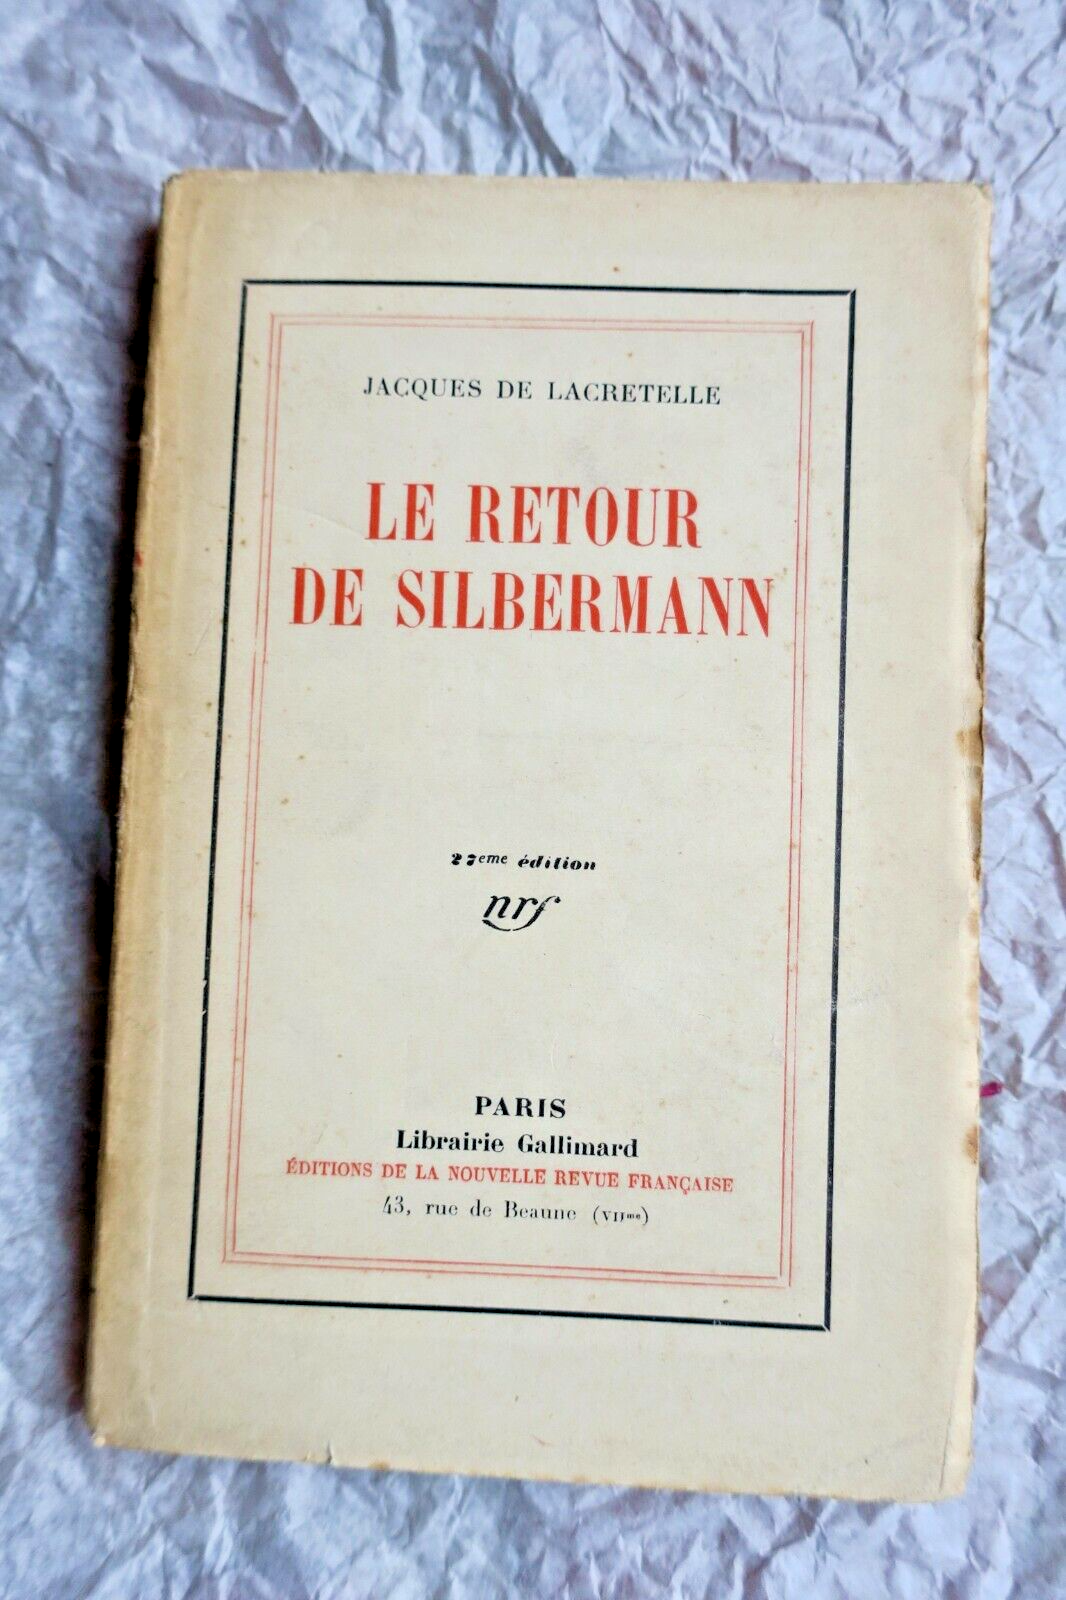 JACQUES DE LACRETELLE
LE RETOUR
DE SILBERMANN
27eme édition
nrf
PARIS
Librairie Gallimard
ÉDITIONS DE LA NOUVELLE REVUE FRANÇAISE
43, rue de Beaune (VIIme)